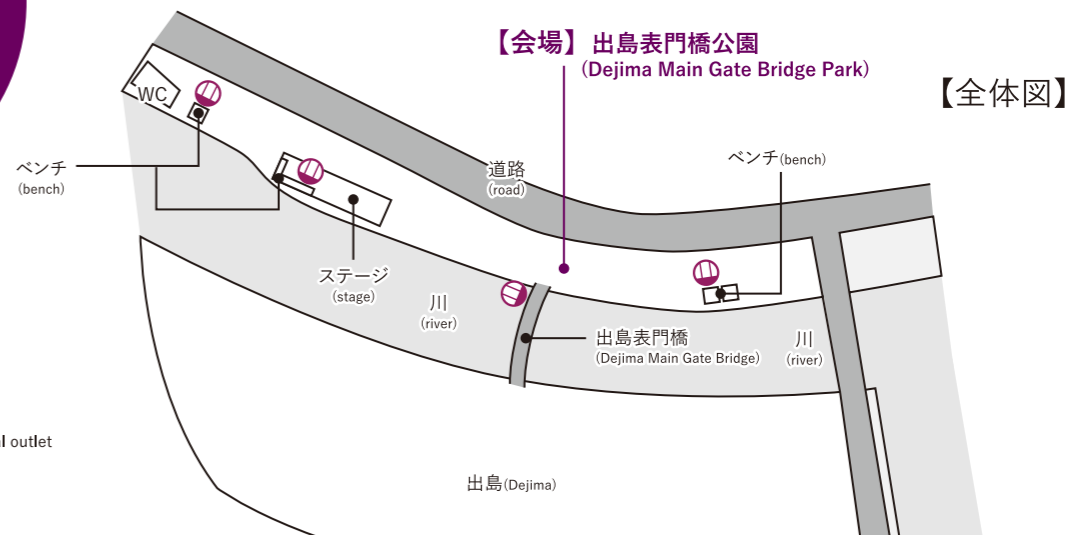 【会場】出島表門橋公園
(Dejima Main Gate Bridge Park)
【全体図】
WC
ベンチ
(bench)
道路
(road)
ベンチ(bench)
ステージ
(stage)
川
(river)
出島表門橋
(Dejima Main Gate Bridge)
川
(river)
outlet
出島(Dejima)